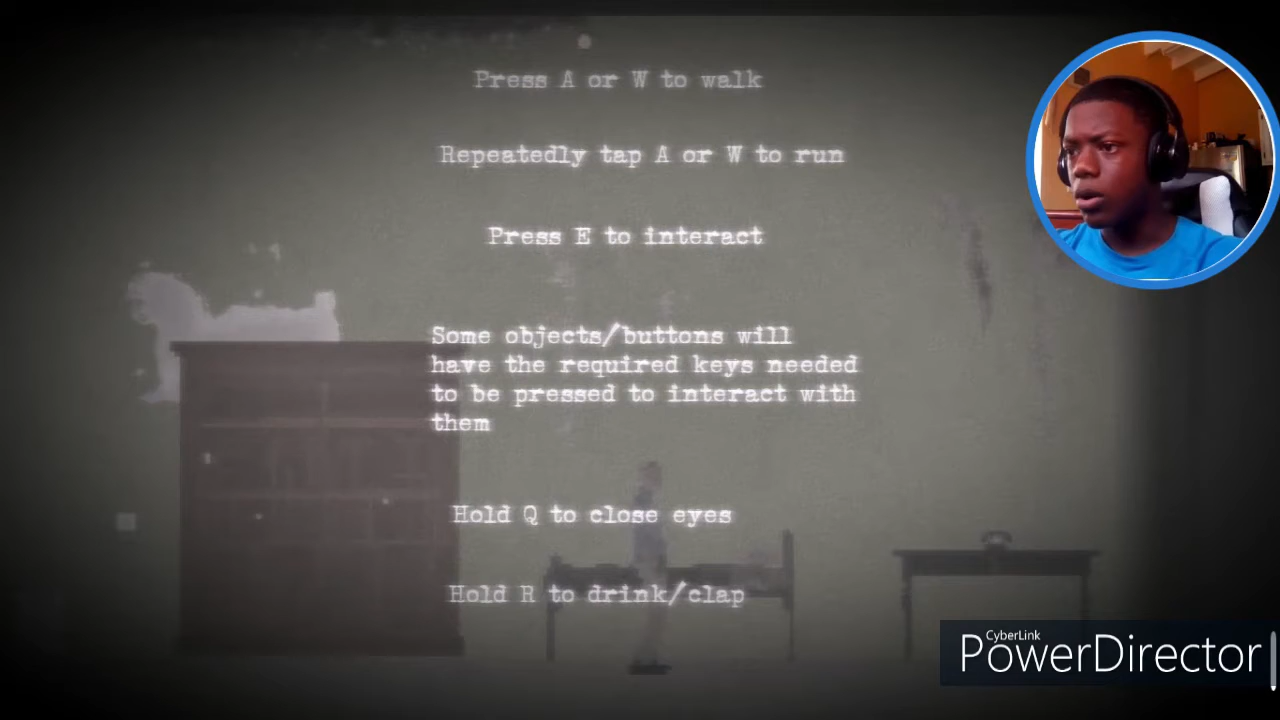 Press A or W to walk
Repeatedly tap A or W to run
Press E to interact
Some objects/buttons will
have the required keys needed
to be pressed to interact with
them
Hold Q to close eyes
Hold R to drink/clap
CyberLink
PowerDirector